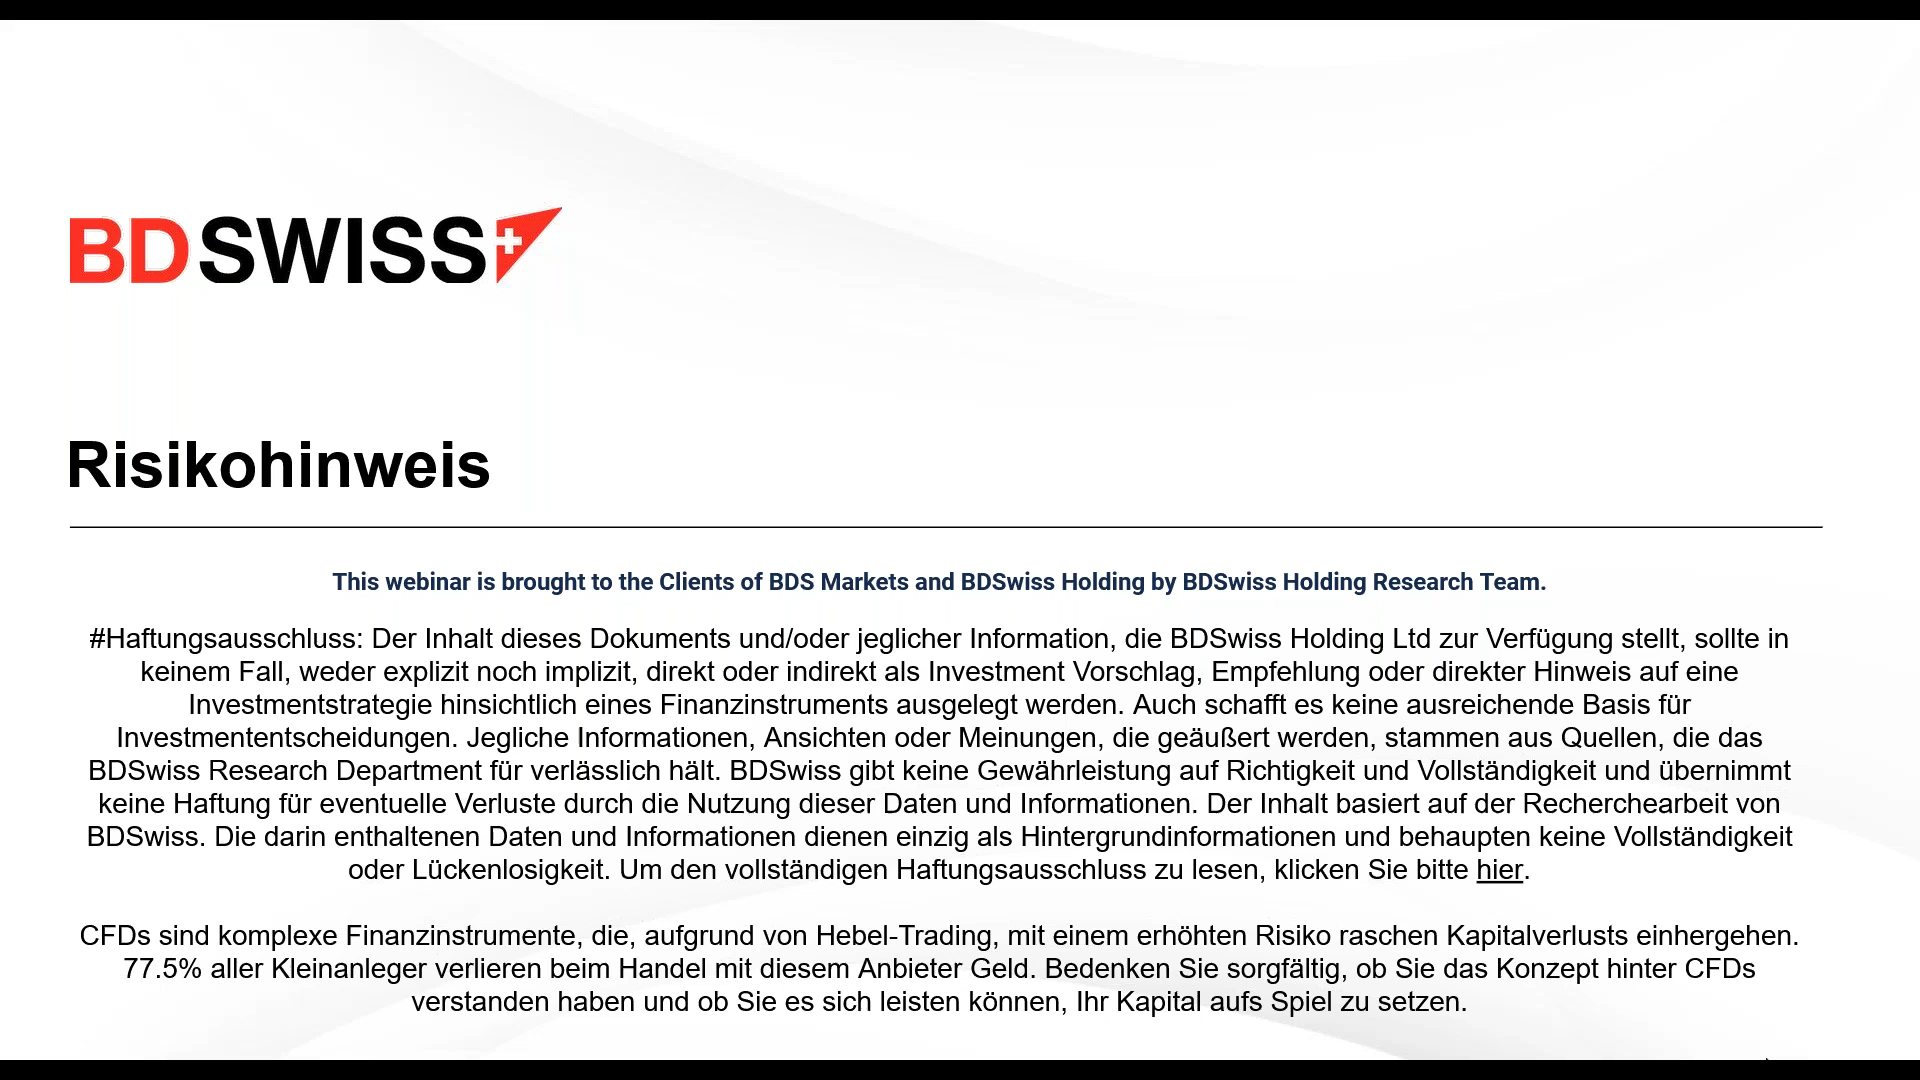 BDSWISS
Risikohinweis
This webinar is brought to the Clients of BDS Markets and BDSwiss Holding by BDSwiss Holding Research Team.
#Haftungsausschluss: Der Inhalt dieses Dokuments und/oder jeglicher Information, die BDSwiss Holding Ltd zur Verfügung stellt, sollte in
keinem Fall, weder explizit noch implizit, direkt oder indirekt als Investment Vorschlag, Empfehlung oder direkter Hinweis auf eine
Investmentstrategie hinsichtlich eines Finanzinstruments ausgelegt werden. Auch schafft es keine ausreichende Basis für
Investmententscheidungen. Jegliche Informationen, Ansichten oder Meinungen, die geäußert werden, stammen aus Quellen, die das
BDSwiss Research Department für verlässlich hält. BDSwiss gibt keine Gewährleistung auf Richtigkeit und Vollständigkeit und übernimmt
keine Haftung für eventuelle Verluste durch die Nutzung dieser Daten und Informationen. Der Inhalt basiert auf der Recherchearbeit von
BDSwiss. Die darin enthaltenen Daten und Informationen dienen einzig als Hintergrundinformationen und behaupten keine Vollständigkeit
oder Lückenlosigkeit. Um den vollständigen Haftungsausschluss zu lesen, klicken Sie bitte hier.
CFDs sind komplexe Finanzinstrumente, die, aufgrund von Hebel-Trading, mit einem erhöhten Risiko raschen Kapitalverlusts einhergehen.
77.5% aller Kleinanleger verlieren beim Handel mit diesem Anbieter Geld. Bedenken Sie sorgfältig, ob Sie das Konzept hinter CFDs
verstanden haben und ob Sie es sich leisten können, Ihr Kapital aufs Spiel zu setzen.